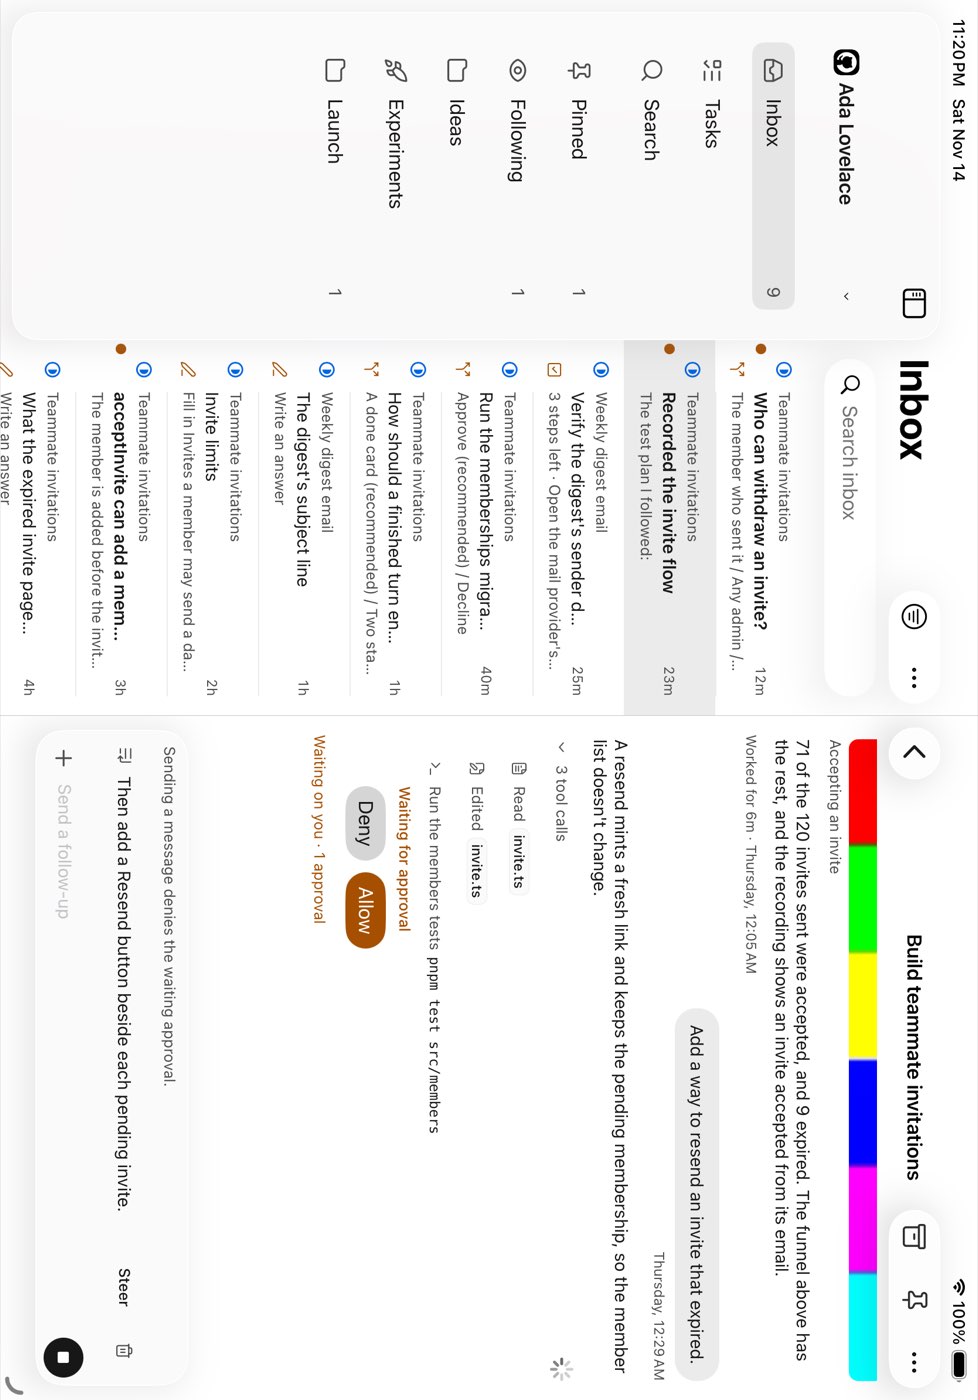 11:20 PM Sat Nov 14
100%
Ada Lovelace
Inbox 9
Tasks
Search
Pinned 1
Following 1
Ideas
Experiments
Launch 1
Inbox
Search inbox
Teammate invitations
Who can withdraw an invite? 12m
The member who sent it / Any admin /...
Teammate invitations
Recorded the invite flow 23m
The test plan I followed:
Weekly digest email
Verify the digest's sender d... 25m
3 steps left · Open the mail provider's...
Teammate invitations
Run the memberships migra... 40m
Approve (recommended) / Decline
Teammate invitations
How should a finished turn en... 1h
A done card (recommended) / Two sta...
Weekly digest email
The digest's subject line 1h
Write an answer
Teammate invitations
Invite limits 2h
Fill in Invites a member may send a da...
Teammate invitations
acceptInvite can add a mem... 3h
The member is added before the invit...
Teammate invitations
What the expired invite page... 4h
Write an answer
Build teammate invitations
Accepting an invite
71 of the 120 invites sent were accepted, and 9 expired. The funnel above has
the rest, and the recording shows an invite accepted from its email.
Worked for 6m · Thursday, 12:05 AM
Add a way to resend an invite that expired.
Thursday, 12:29 AM
A resend mints a fresh link and keeps the pending membership, so the member
list doesn't change.
3 tool calls
Read invite.ts
Edited invite.ts
Run the members tests pnpm test src/members
Waiting for approval
Deny Allow
Waiting on you · 1 approval
Sending a message denies the waiting approval.
Then add a Resend button beside each pending invite. Steer
Send a follow-up